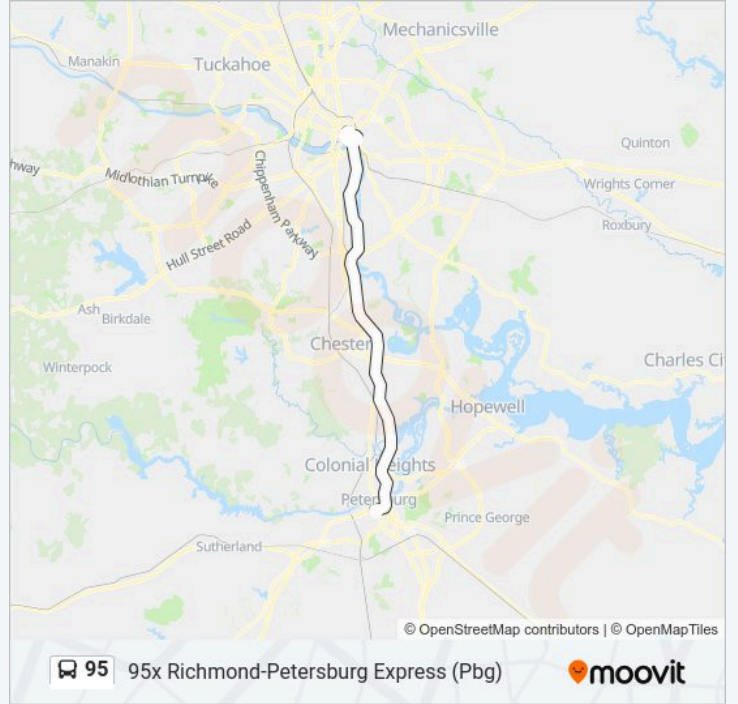 Mechanicsville
Manakin
Tuckahoe
Quinton
hway
Midlothian Turnpike
Chippenham Parkway
Wrights Corner
Roxbury
Hull Street Road
Ash
Birkdale
Chester
Winterpock
Charles Ci
Hopewell
Colonial Heights
Petersburg
Prince George
Sutherland
© OpenStreetMap contributors | © OpenMapTiles
95 95x Richmond-Petersburg Express (Pbg) moovit